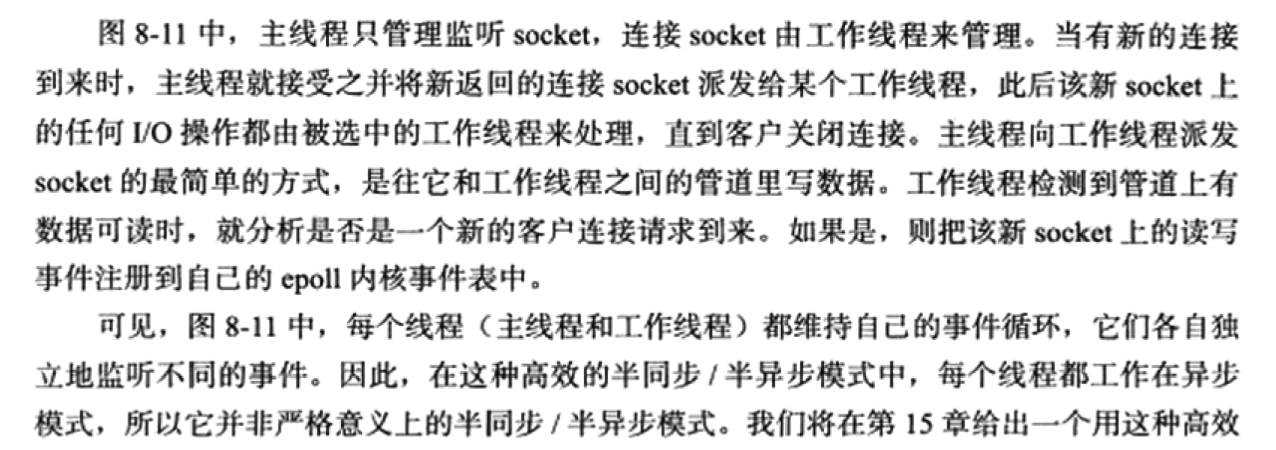 图 8-11 中，主线程只管理监听 socket，连接 socket 由工作线程来管理。当有新的连接
到来时，主线程就接受之并将新返回的连接 socket 派发给某个工作线程，此后该新 socket 上
的任何 I/O 操作都由被选中的工作线程来处理，直到客户关闭连接。主线程向工作线程派发
socket 的最简单的方式，是往它和工作线程之间的管道里写数据。工作线程检测到管道上有
数据可读时，就分析是否是一个新的客户连接请求到来。如果是，则把该新 socket 上的读写
事件注册到自己的 epoll 内核事件表中。
可见，图 8-11 中，每个线程（主线程和工作线程）都维持自己的事件循环，它们各自独
立地监听不同的事件。因此，在这种高效的半同步 / 半异步模式中，每个线程都工作在异步
模式，所以它并非严格意义上的半同步 / 半异步模式。我们将在第 15 章给出一个用这种高效